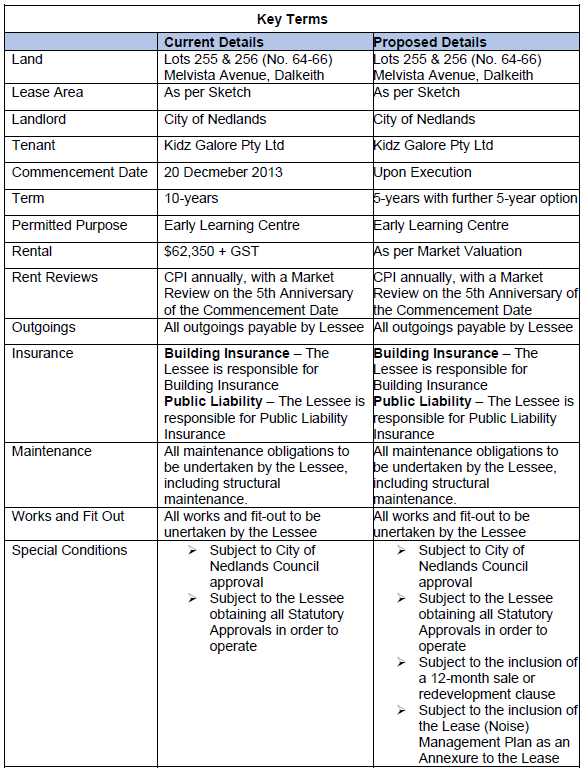 Key Terms
Current Details Proposed Details
Land Lots 255 & 256 (No. 64-66) Lots 255 & 256 (No. 64-66)
Melvista Avenue, Dalkeith Melvista Avenue, Dalkeith
Lease Area As per Sketch As per Sketch
Landlord City of Nedlands City of Nedlands
Tenant Kidz Galore Pty Ltd Kidz Galore Pty Ltd
Commencement Date 20 Decmeber 2013 Upon Execution
Term 10-years 5-years with further 5-year option
Permitted Purpose Early Learning Centre Early Learning Centre
Rental $62,350 + GST As per Market Valuation
Rent Reviews CPI annually, with a Market CPI annually, with a Market
Review on the 5th Anniversary Review on the 5th Anniversary of
of the Commencement Date the Commencement Date
Outgoings All outgoings payable by Lessee All outgoings payable by Lessee
Insurance Building Insurance – The Building Insurance – The
Lessee is responsible for Lessee is responsible for
Building Insurance Building Insurance
Public Liability – The Lessee is Public Liability – The Lessee is
responsible for Public Liability responsible for Public Liability
Insurance Insurance
Maintenance All maintenance obligations to All maintenance obligations to
be undertaken by the Lessee, be undertaken by the Lessee,
including structural including structural
maintenance. maintenance.
Works and Fit Out All works and fit-out to be All works and fit-out to be
unertaken by the Lessee undertaken by the Lessee
Special Conditions ➢ Subject to City of ➢ Subject to City of
Nedlands Council Nedlands Council
approval approval
➢ Subject to the Lessee ➢ Subject to the Lessee
obtaining all Statutory obtaining all Statutory
Approvals in order to Approvals in order to
operate operate
➢ Subject to the inclusion of
a 12-month sale or
redevelopment clause
➢ Subject to the inclusion of
the Lease (Noise)
Management Plan as an
Annexure to the Lease